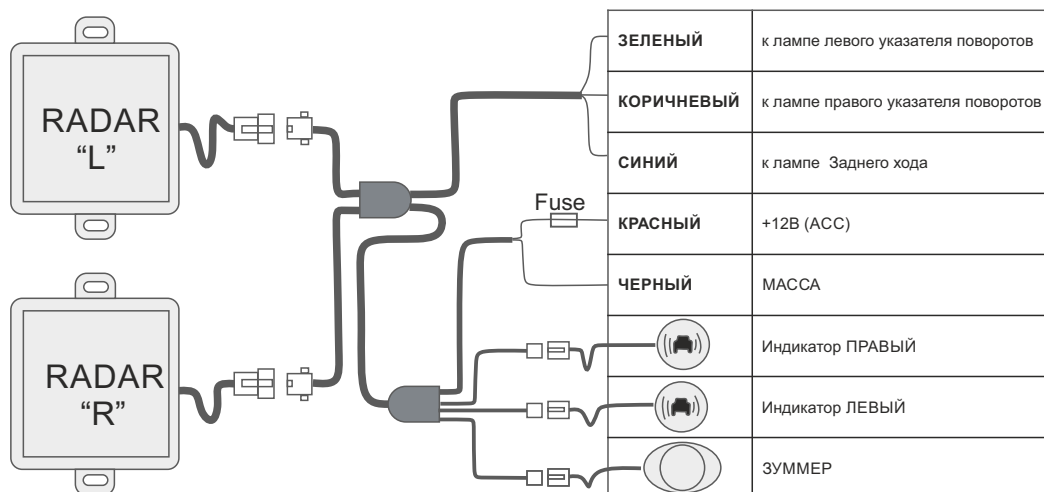 RADAR
“L”
RADAR
“R”
Fuse
ЗЕЛЕНЫЙ к лампе левого указателя поворотов
КОРИЧНЕВЫЙ к лампе правого указателя поворотов
СИНИЙ к лампе Заднего хода
КРАСНЫЙ +12В (ACC)
ЧЕРНЫЙ МАССА
Индикатор ПРАВЫЙ
Индикатор ЛЕВЫЙ
ЗУММЕР